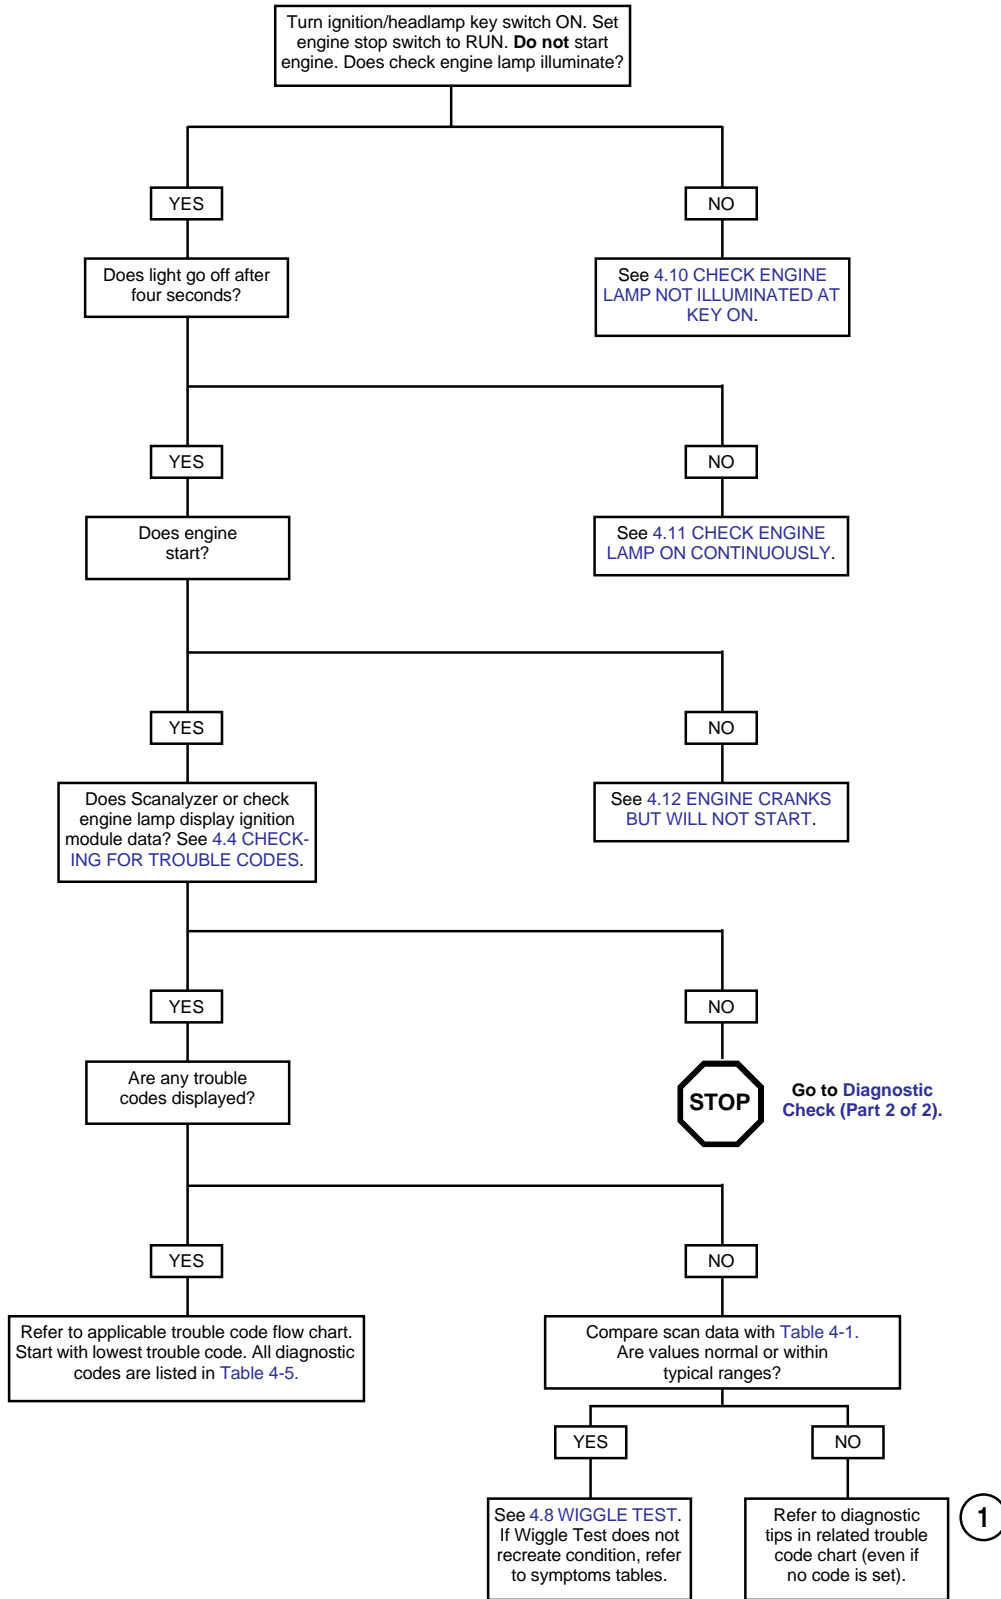 Turn ignition/headlamp key switch ON. Set
engine stop switch to RUN. Do not start
engine. Does check engine lamp illuminate?
YES
NO
Does light go off after
four seconds?
See 4.10 CHECK ENGINE
LAMP NOT ILLUMINATED AT
KEY ON.
YES
NO
Does engine
start?
See 4.11 CHECK ENGINE
LAMP ON CONTINUOUSLY.
YES
NO
Does Scanalyzer or check
engine lamp display ignition
module data? See 4.4 CHECK-
ING FOR TROUBLE CODES.
See 4.12 ENGINE CRANKS
BUT WILL NOT START.
YES
NO
Are any trouble
codes displayed?
STOP
Go to Diagnostic
Check (Part 2 of 2).
YES
NO
Refer to applicable trouble code flow chart.
Start with lowest trouble code. All diagnostic
codes are listed in Table 4-5.
Compare scan data with Table 4-1.
Are values normal or within
typical ranges?
YES
NO
See 4.8 WIGGLE TEST.
If Wiggle Test does not
recreate condition, refer
to symptoms tables.
Refer to diagnostic
tips in related trouble
code chart (even if
no code is set).
1